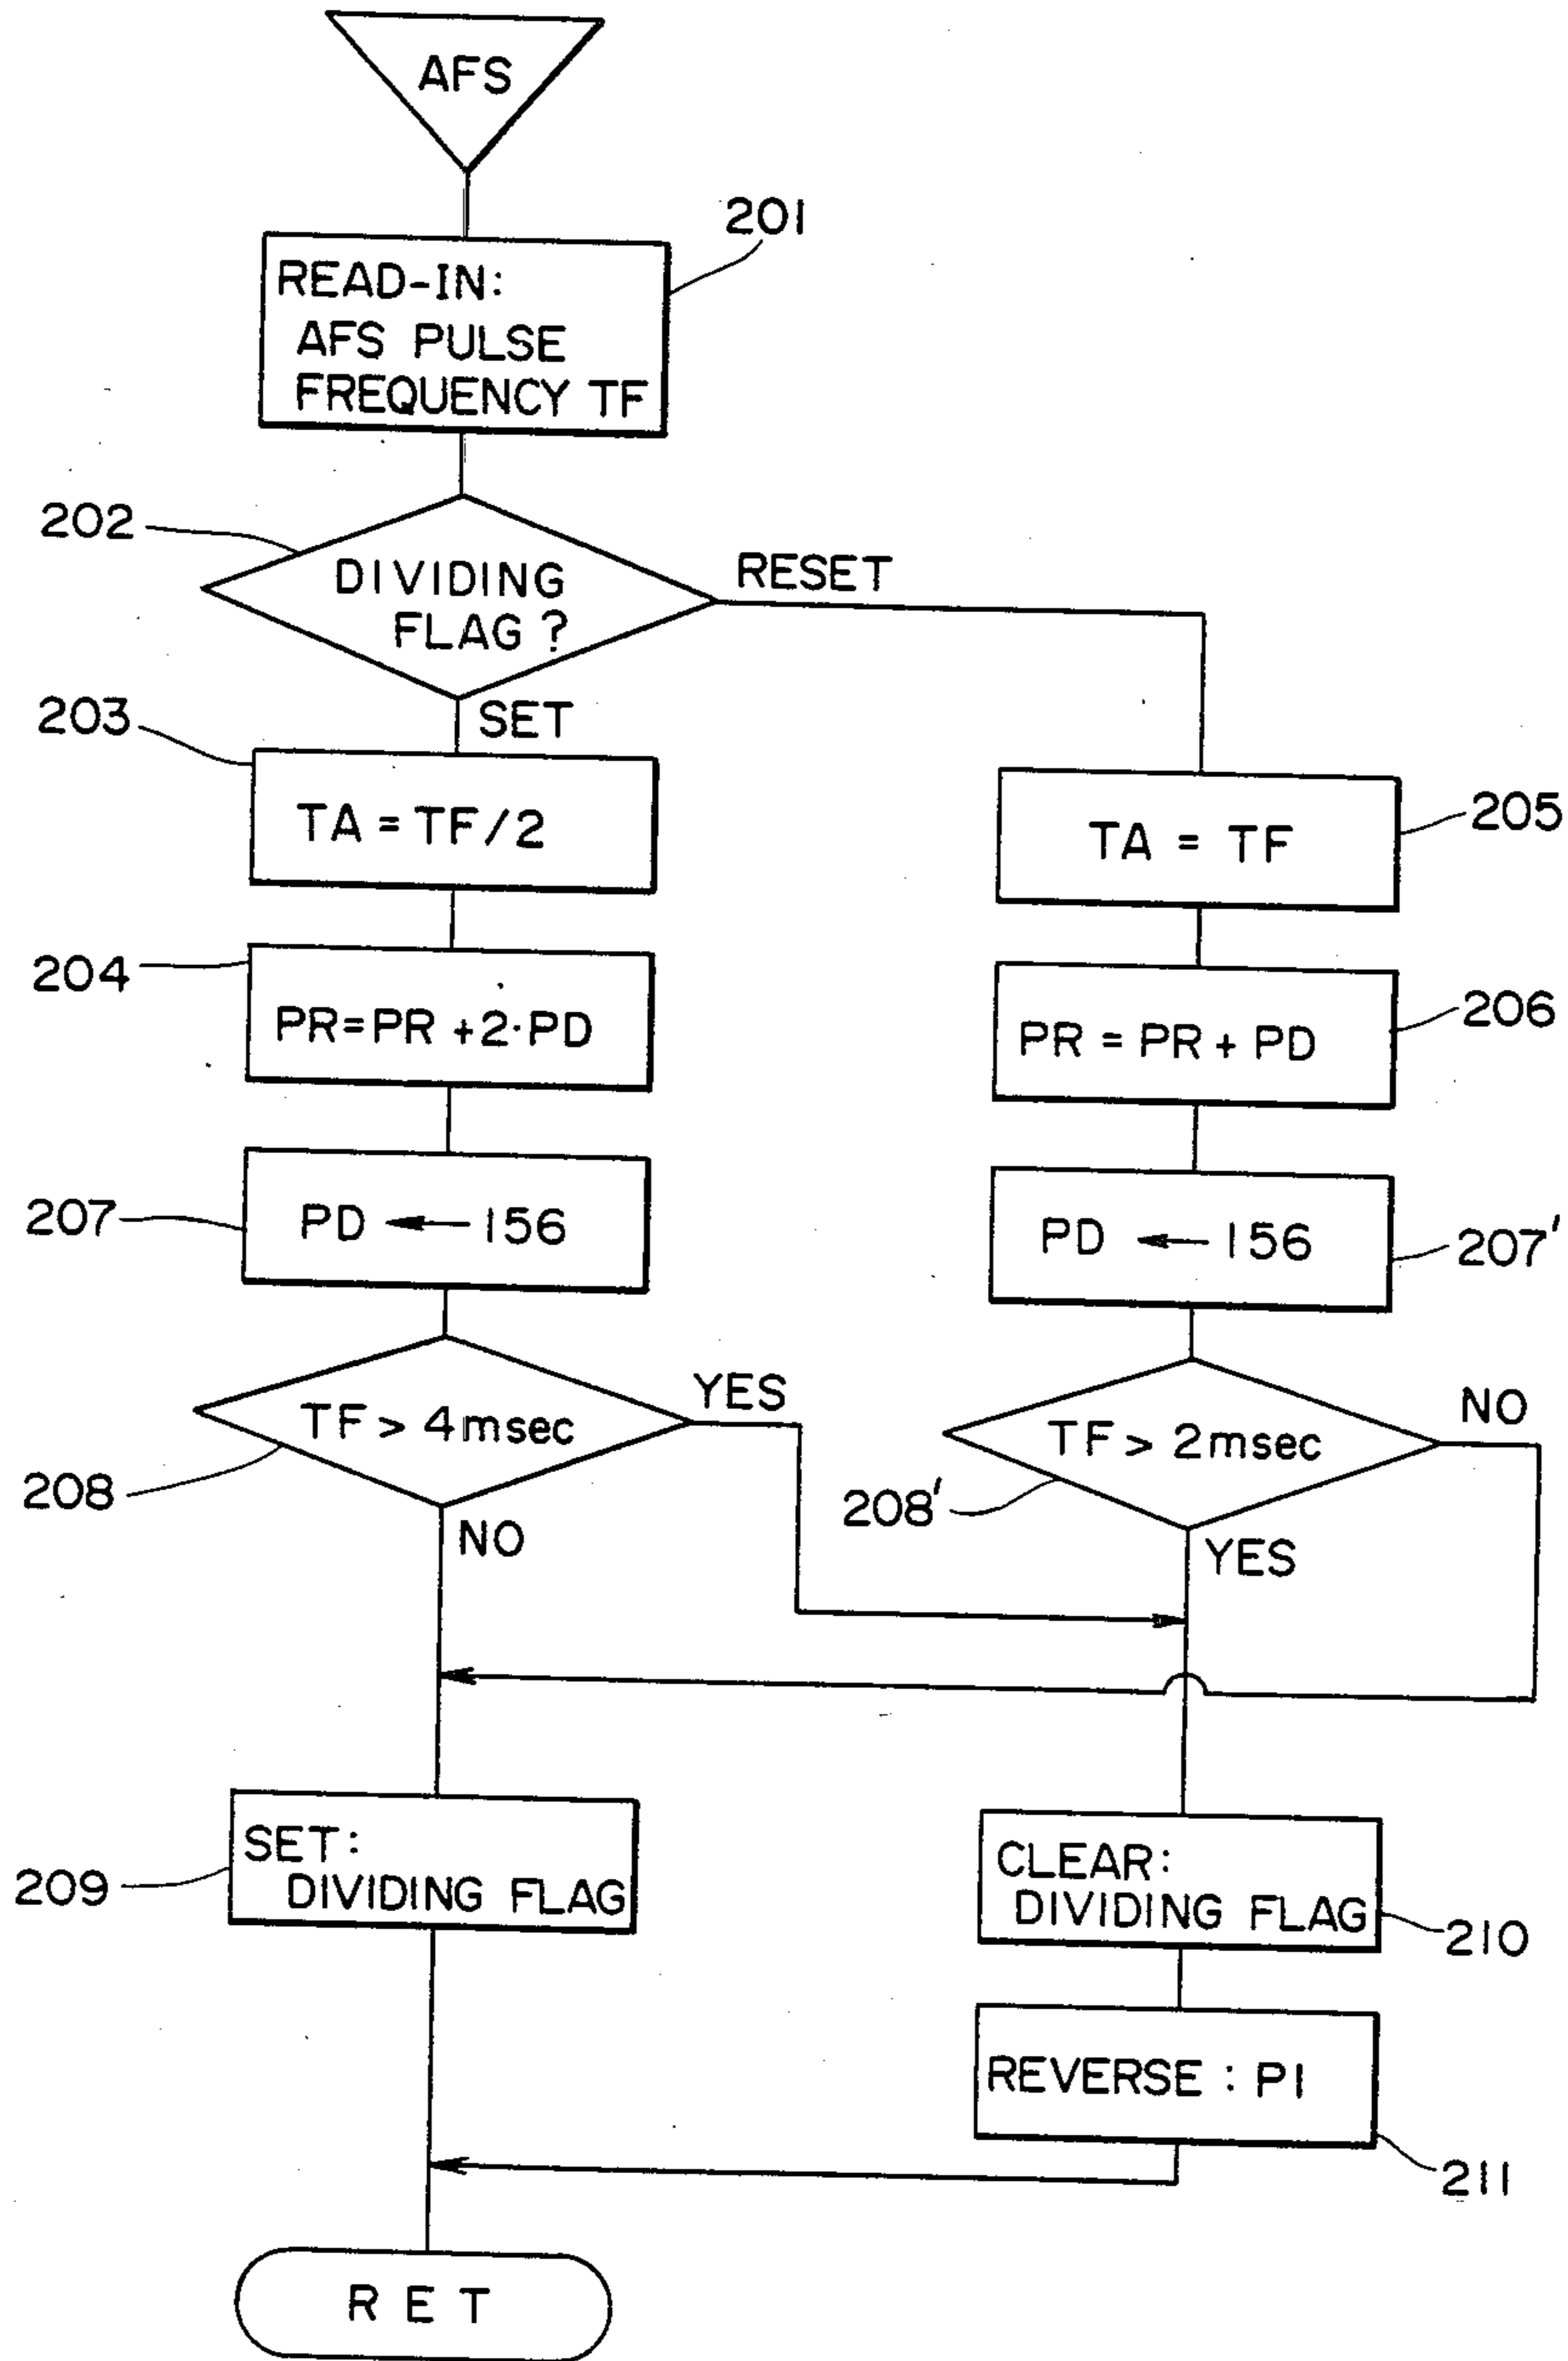 AFS
201
READ-IN:
AFS PULSE
FREQUENCY TF
202
DIVIDING
FLAG ?
RESET
SET
203
TA = TF/2
205
TA = TF
204
PR=PR +2·PD
206
PR = PR + PD
207
PD ← 156
207'
PD ← 156
208
TF > 4msec
YES
NO
208'
TF > 2msec
NO
YES
209
SET:
DIVIDING FLAG
CLEAR:
DIVIDING FLAG
210
REVERSE : P1
211
RET